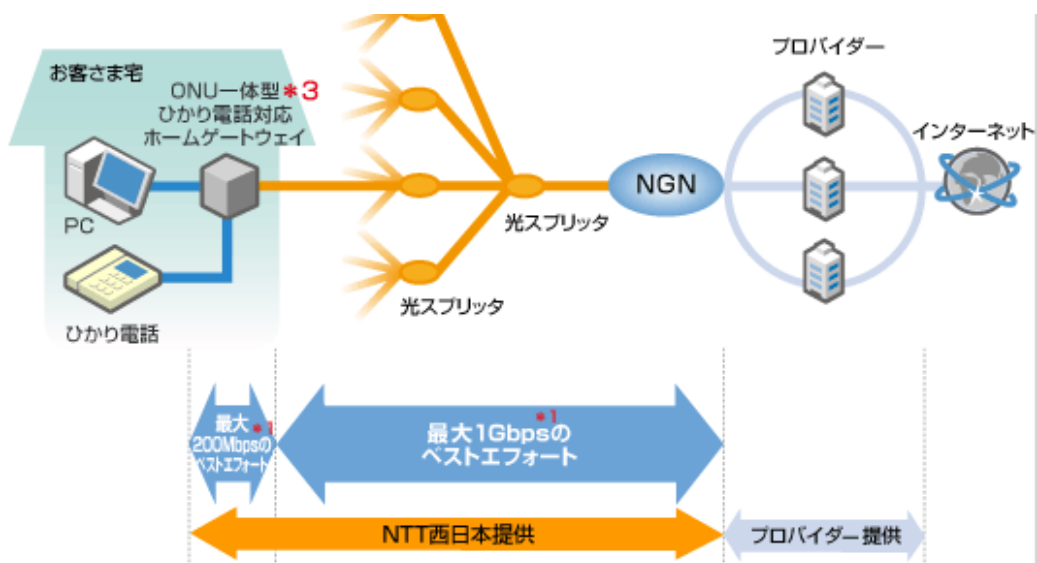 お客さま宅
ONU一体型*3
ひかり電話対応
ホームゲートウェイ
PC
ひかり電話
光スプリッタ
光スプリッタ
NGN
プロバイダー
インターネット
最大*1
200Mbpsの
ベストエフォート
*1
最大1Gbpsの
ベストエフォート
NTT西日本提供
プロバイダー提供